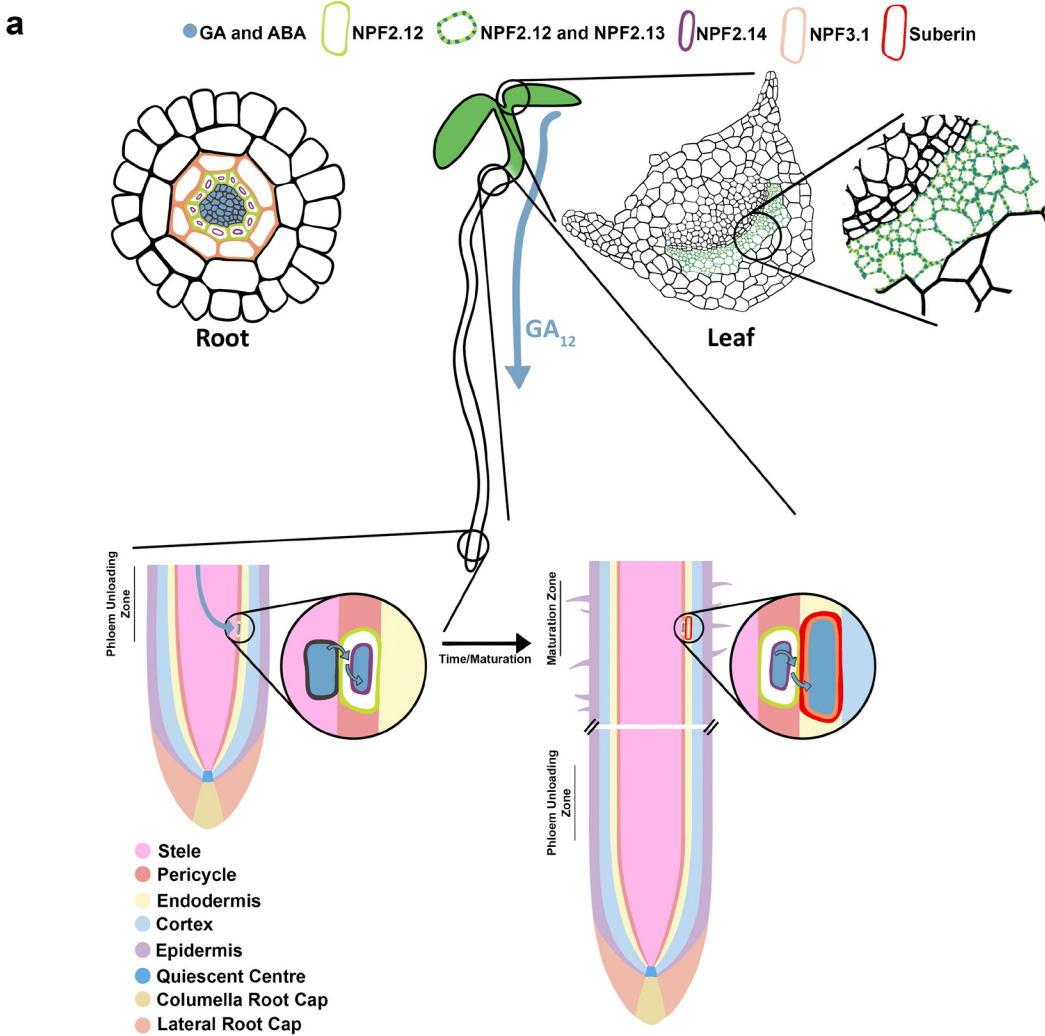 a
GA and ABA
NPF2.12
NPF2.12 and NPF2.13
NPF2.14
NPF3.1
Suberin
Root
GA12
Leaf
Phloem Unloading
Zone
Time/Maturation
Maturation Zone
Phloem Unloading
Zone
Stele
Pericycle
Endodermis
Cortex
Epidermis
Quiescent Centre
Columella Root Cap
Lateral Root Cap